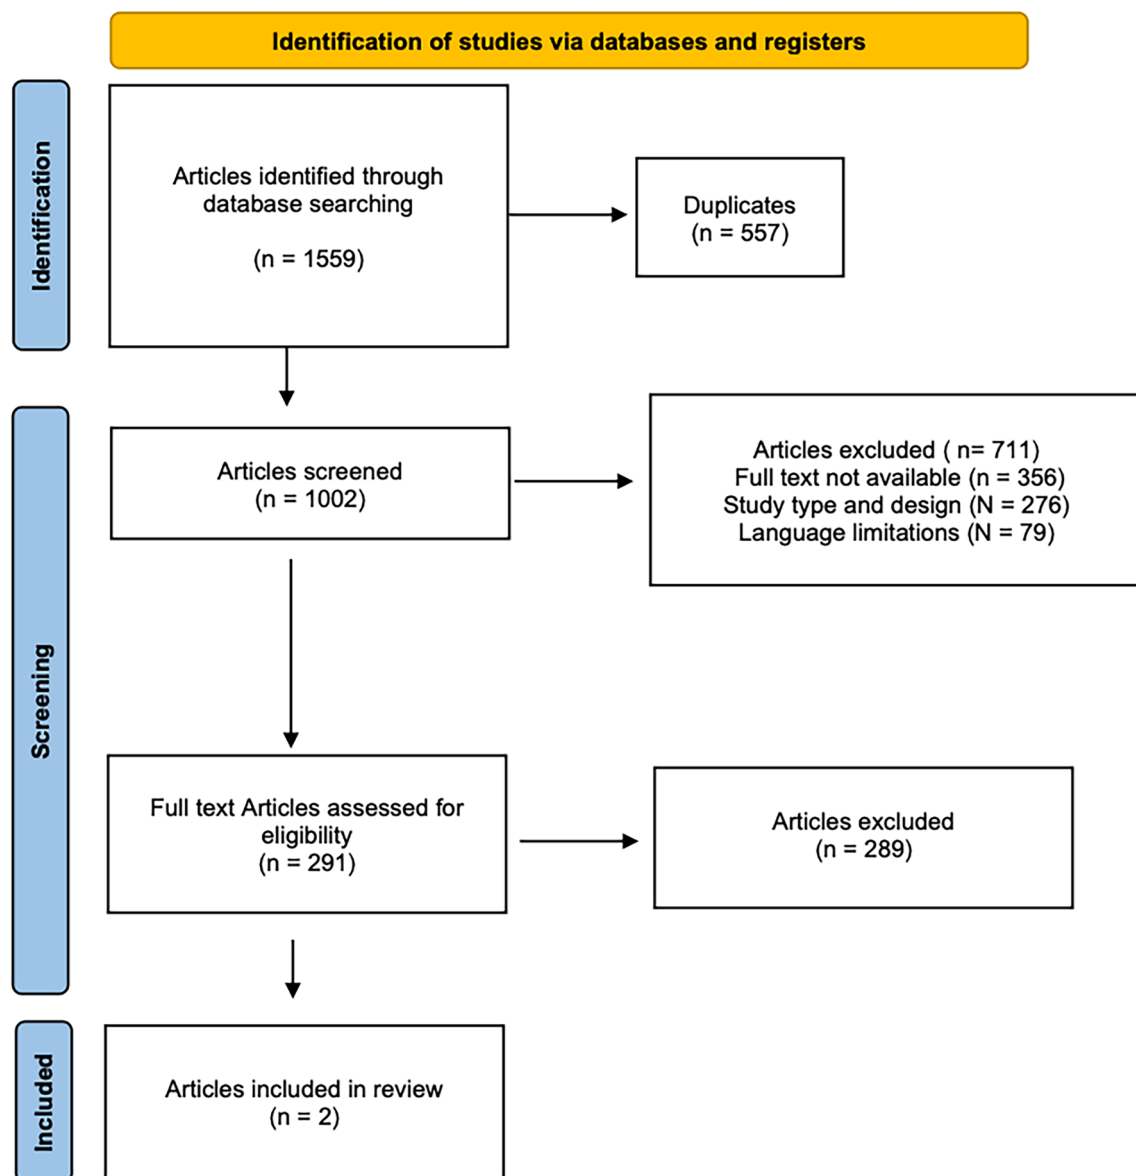 Identification of studies via databases and registers
Identification
Articles identified through
database searching
(n = 1559)
Duplicates
(n = 557)
Screening
Articles screened
(n = 1002)
Articles excluded ( n= 711)
Full text not available (n = 356)
Study type and design (N = 276)
Language limitations (N = 79)
Full text Articles assessed for
eligibility
(n = 291)
Articles excluded
(n = 289)
Included
Articles included in review
(n = 2)